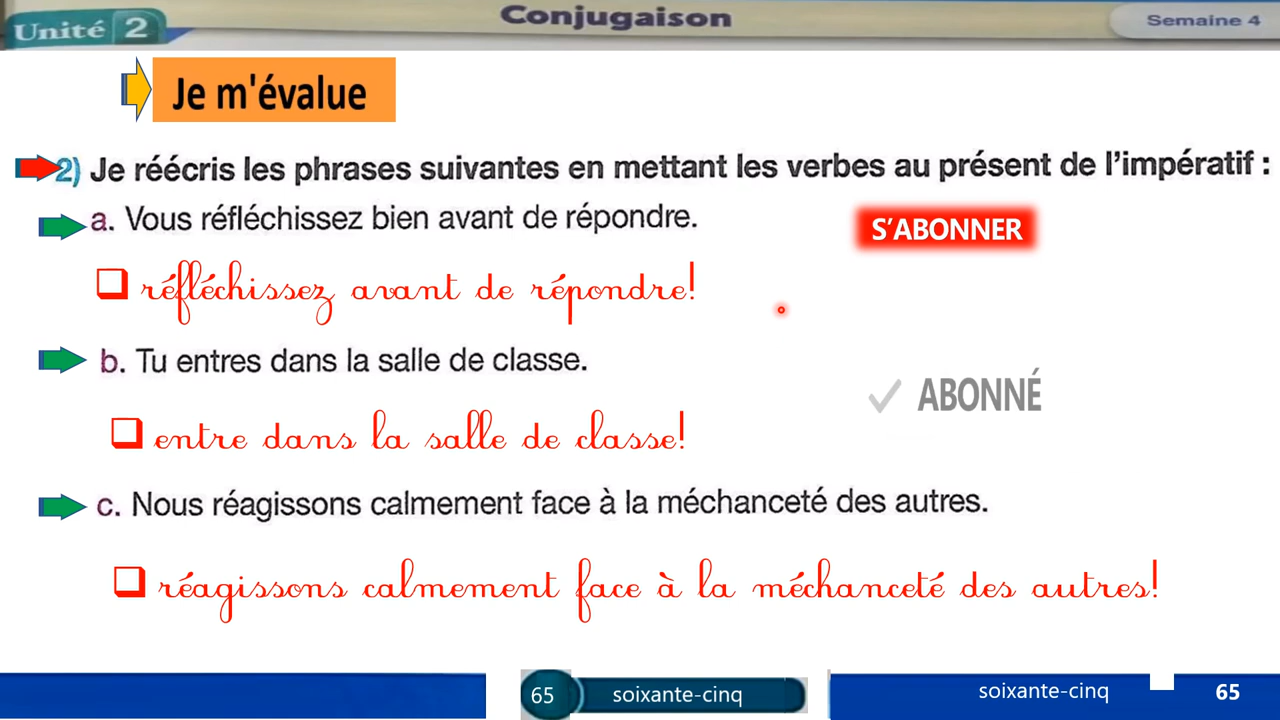 Unité 2
Conjugaison
Semaine 4
Je m'évalue
2) Je réécris les phrases suivantes en mettant les verbes au présent de l'impératif :
a. Vous réfléchissez bien avant de répondre.
S'ABONNER
réfléchissez avant de répondre!
b. Tu entres dans la salle de classe.
ABONNÉ
entre dans la salle de classe!
c. Nous réagissons calmement face à la méchanceté des autres.
réagissons calmement face à la méchanceté des autres!
65 soixante-cinq
soixante-cinq 65